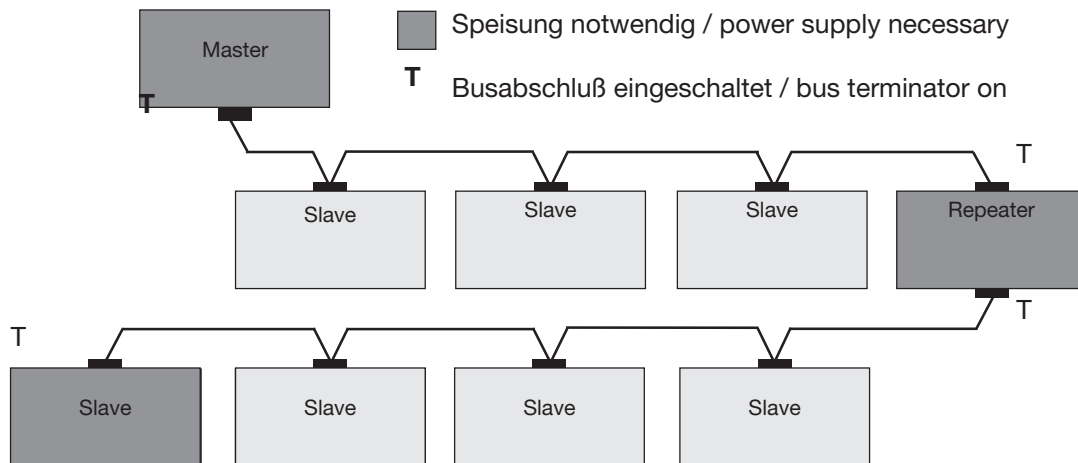 Master
T
Speisung notwendig / power supply necessary
T
Busabschluß eingeschaltet / bus terminator on
T
Slave
Slave
Slave
Repeater
T
T
Slave
Slave
Slave
Slave